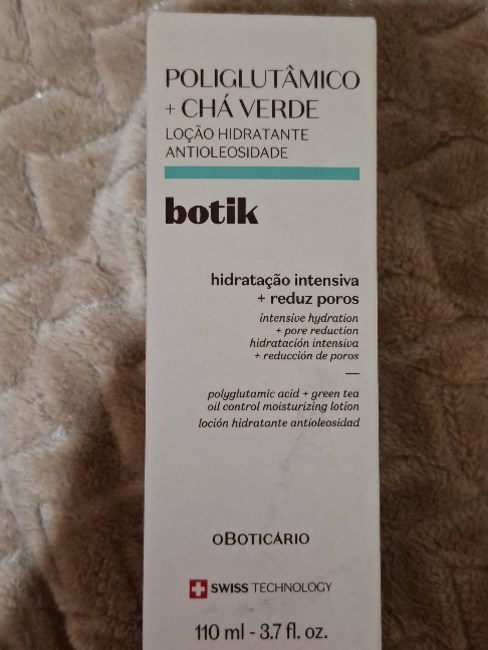 POLIGLUTÂMICO
+ CHÁ VERDE
LOÇÃO HIDRATANTE
ANTIOLEOSIDADE
botik
hidratação intensiva
+ reduz poros
intensive hydration
+ pore reduction
hidratación intensiva
+ reducción de poros
polyglutamic acid + green tea
oil control moisturizing lotion
loción hidratante antioleosidad
oBOTICÁRIO
SWISS TECHNOLOGY
110 ml - 3.7 fl. oz.